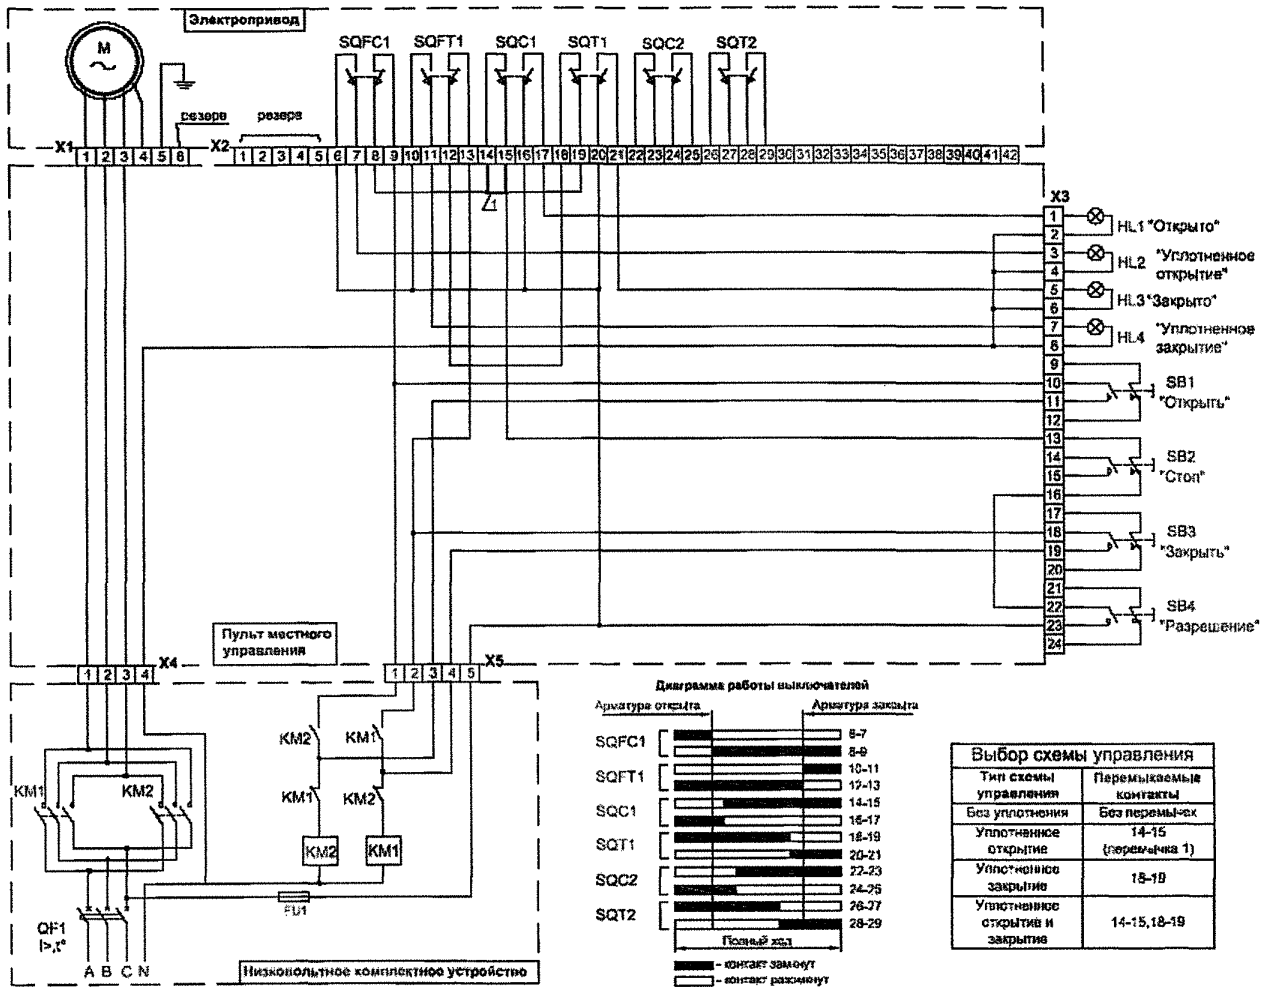 Электропривод
M
SQFC1 SQFT1 SQC1 SQT1 SQC2 SQT2
резерв резерв
X1 1 2 3 4 5 6 X2 1 2 3 4 5 6 7 8 9 10 11 12 13 14 15 16 17 18 19 20 21 22 23 24 25 26 27 28 29 30 31 32 33 34 35 36 37 38 39 40 41 42
1
X3
1
HL1 "Открыто"
2
3
HL2 "Уплотненное
открытие"
4
5
HL3 "Закрыто"
6
7
HL4 "Уплотненное
закрытие"
8
9
10
SB1
"Открыть"
11
12
13
14
SB2
"Стоп"
15
16
17
18
SB3
"Закрыть"
19
20
21
22
SB4
"Разрешение"
23
24
Пульт местного
управления
X4 1 2 3 4
X5 1 2 3 4 5
KM2 KM1
KM1 KM2
KM1 KM2
KM2 KM1
FU1
QF1
I>,t°
A B C N
Низковольтное комплектное устройство
Диаграмма работы выключателей
Арматура открыта Арматура закрыта
SQFC1 6-7
8-9
SQFT1 10-11
12-13
SQC1 14-15
16-17
SQT1 18-19
20-21
SQC2 22-23
24-25
SQT2 26-27
28-29
Полный ход
- контакт замкнут
- контакт разомкнут
Выбор схемы управления
Тип схемы
управления
Перемыкаемые
контакты
Без уплотнения Без перемычек
Уплотненное
открытие
14-15
(перемычка 1)
Уплотненное
закрытие
18-19
Уплотненное
открытие и
закрытие
14-15,18-19